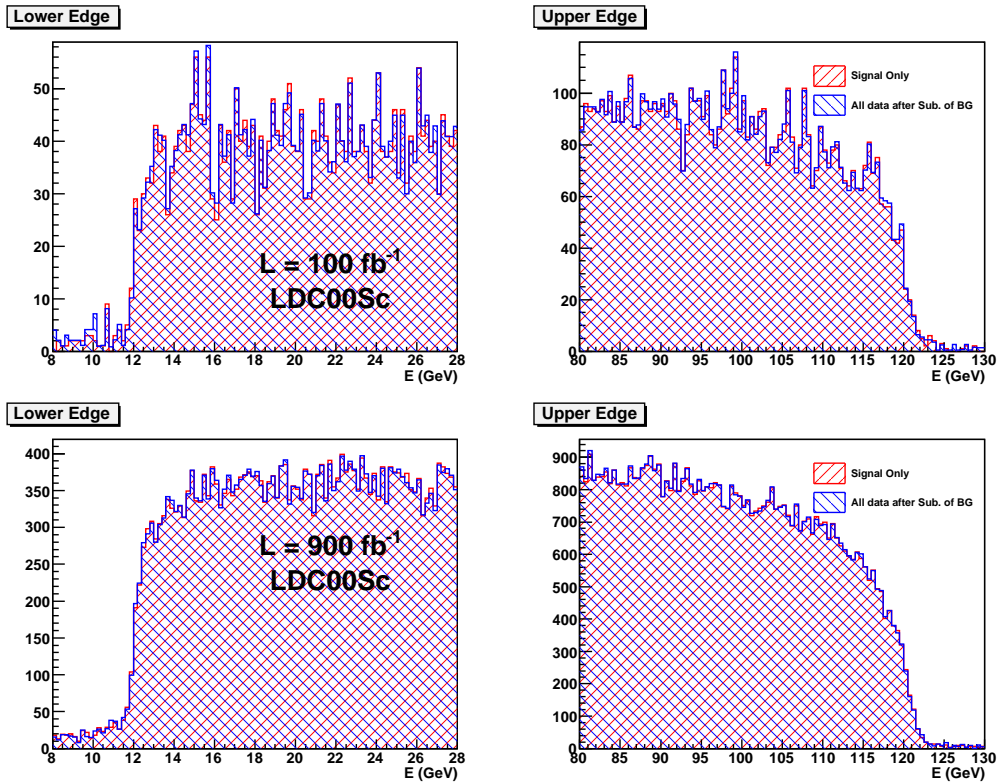 Lower Edge
50
40
30
20
10
0
L = 100 fb⁻¹
LDC00Sc
8 10 12 14 16 18 20 22 24 26 28
E (GeV)
Upper Edge
100
80
60
40
20
0
Signal Only
All data after Sub. of BG
80 85 90 95 100 105 110 115 120 125 130
E (GeV)
Lower Edge
400
350
300
250
200
150
100
50
0
L = 900 fb⁻¹
LDC00Sc
8 10 12 14 16 18 20 22 24 26 28
E (GeV)
Upper Edge
900
800
700
600
500
400
300
200
100
0
Signal Only
All data after Sub. of BG
80 85 90 95 100 105 110 115 120 125 130
E (GeV)